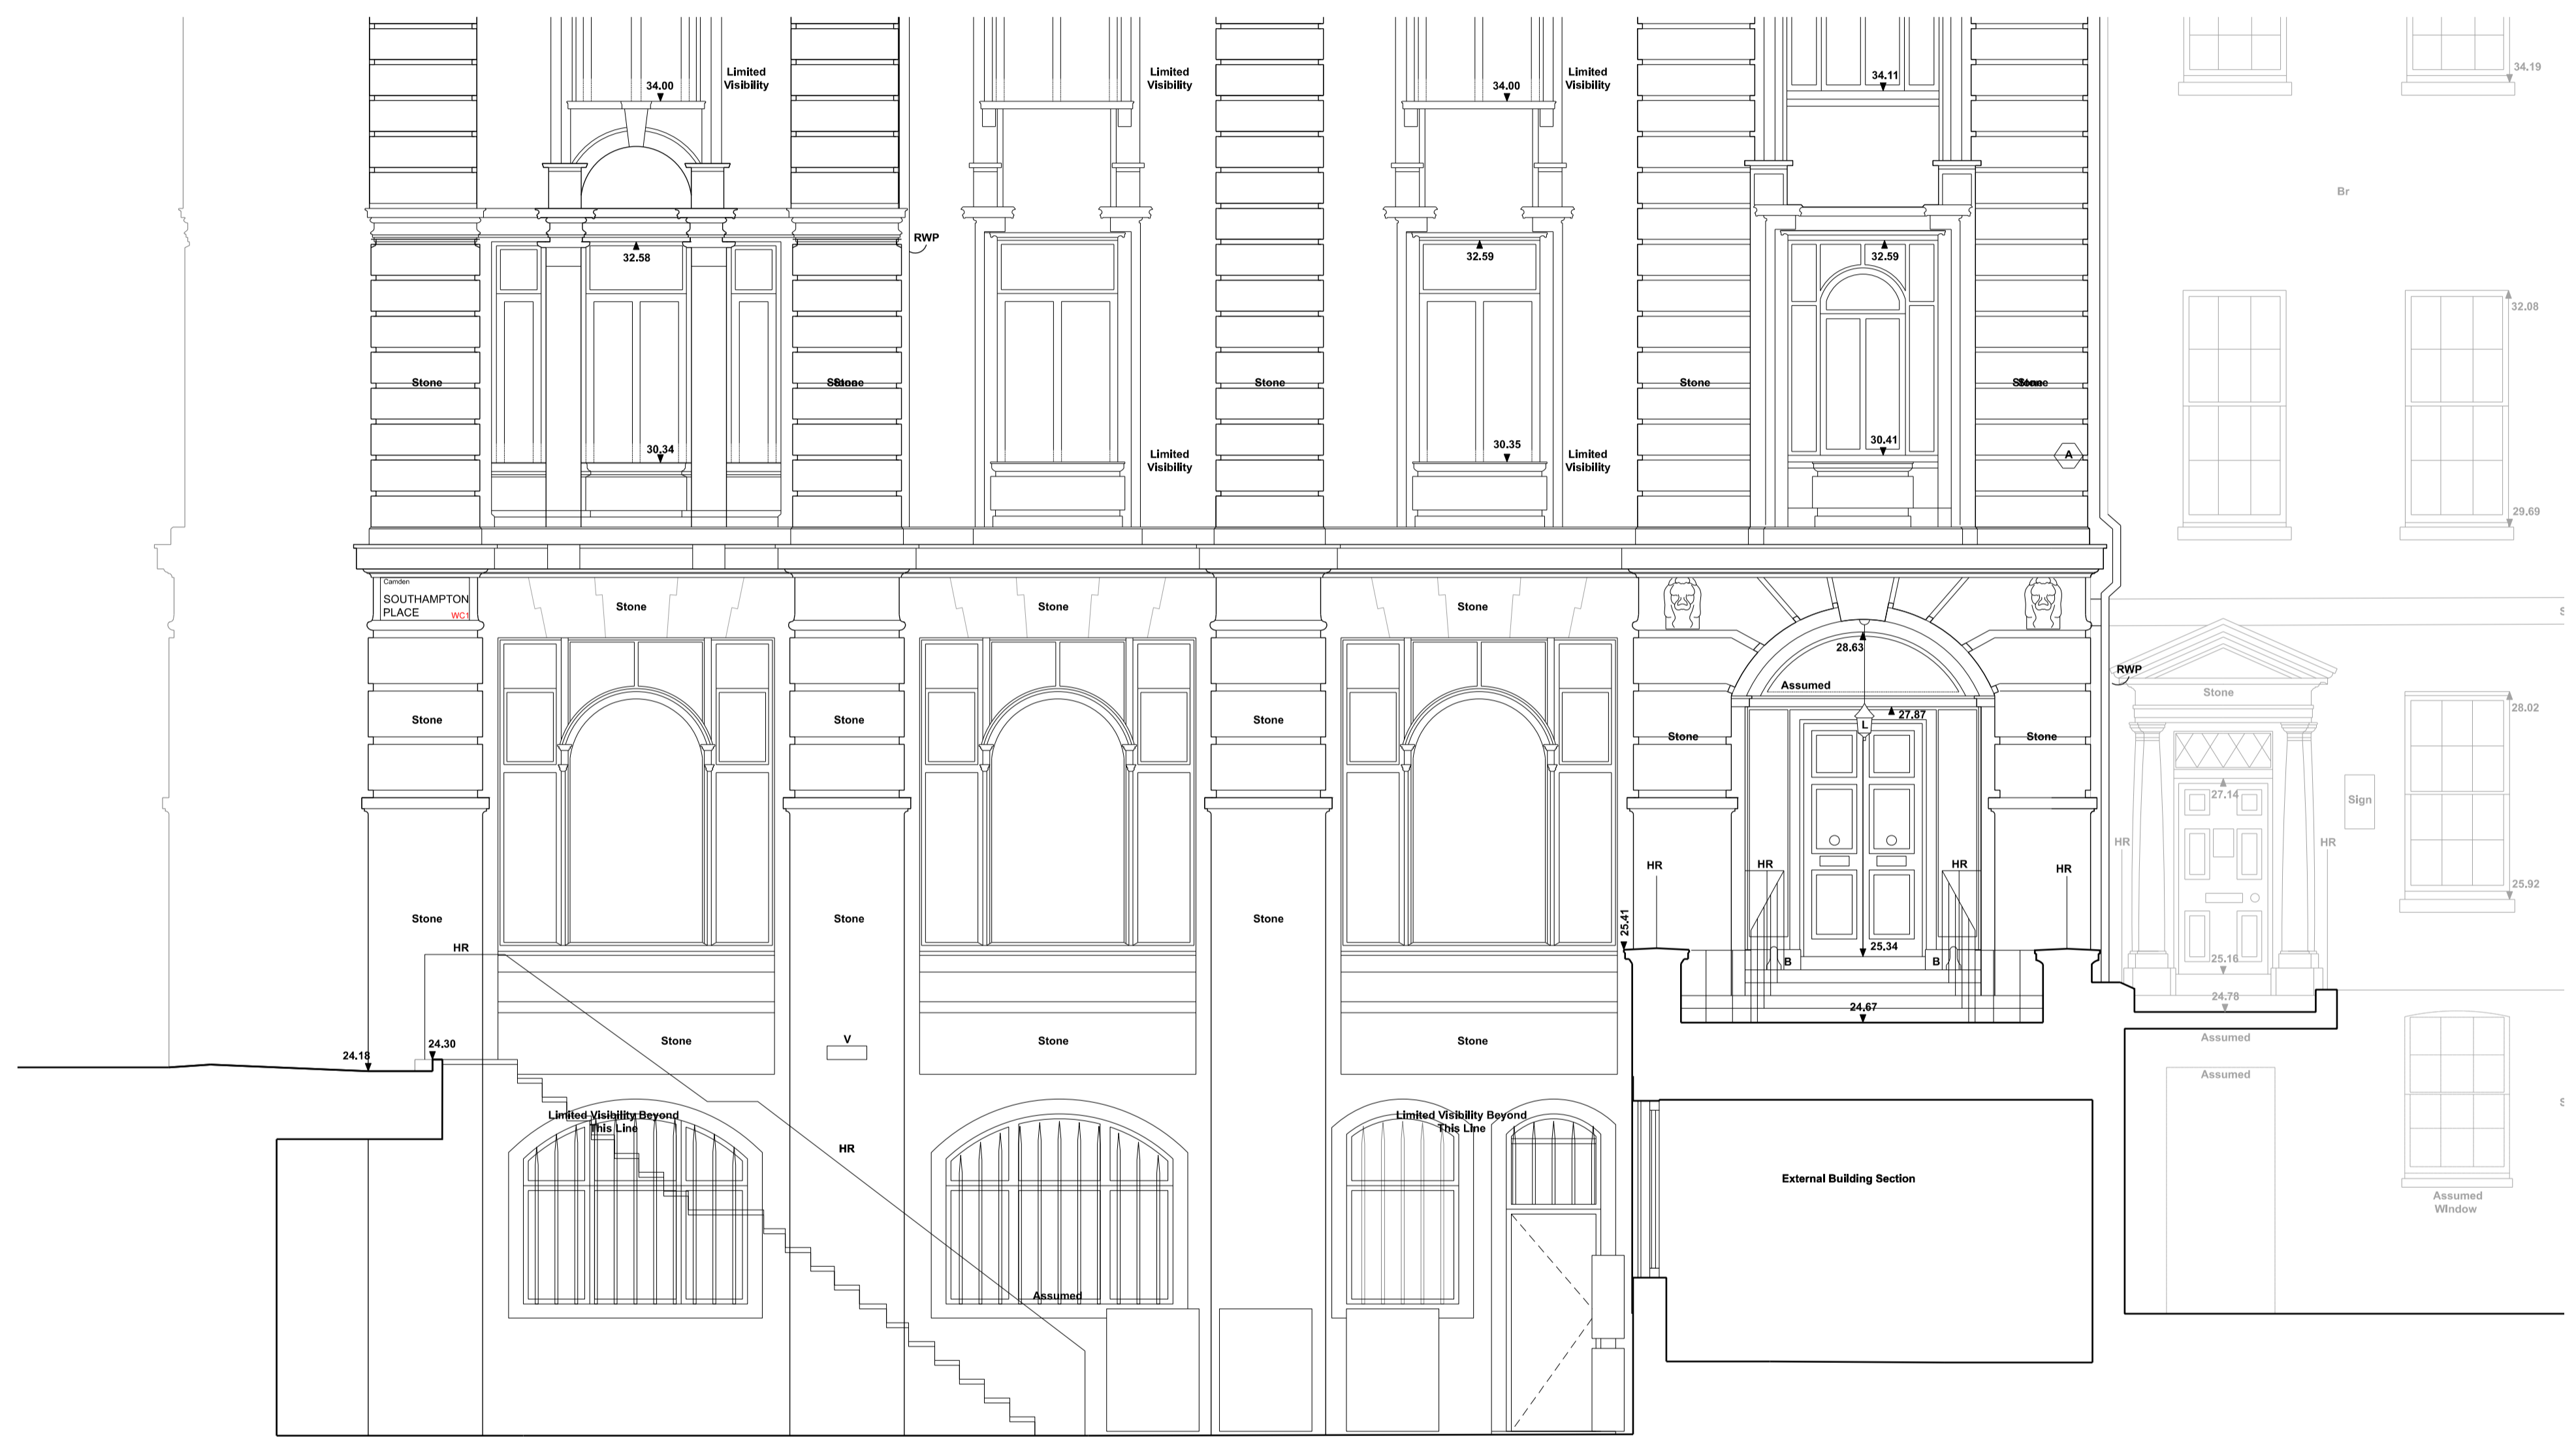 Limited
Visibility
Limited
Visibility
Limited
Visibility
34.00
34.00
34.11
34.19
Br
RWP
32.58
32.59
32.59
32.08
Stone
Stone
Stone
Stone
Stone
Stone
Stone
30.34
30.35
30.41
Limited
Visibility
Limited
Visibility
A
29.69
Camden
SOUTHAMPTON
PLACE
WC1
Stone
Stone
Stone
28.63
Assumed
RWP
Stone
28.02
27.87
L
Stone
Stone
Stone
Stone
Stone
27.14
Sign
HR
HR
HR
HR
HR
HR
25.92
Stone
Stone
Stone
25.41
HR
25.34
B
B
25.16
24.78
24.67
Stone
V
Stone
Stone
24.18
24.30
Assumed
Assumed
Limited Visibility Beyond
This Line
Limited Visibility Beyond
This Line
HR
External Building Section
Assumed
WIndow
Assumed